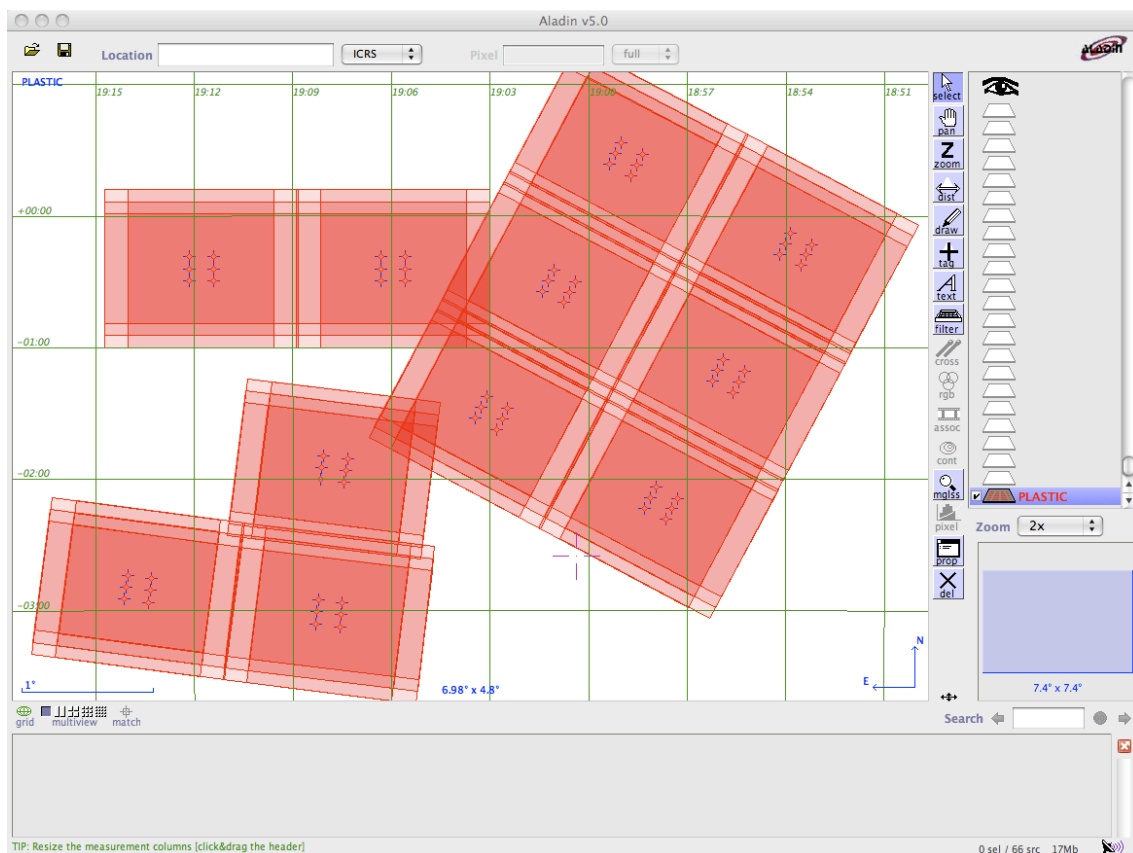 Aladin v5.0
Location ICRS Pixel full Aladin
PLASTIC
19:15 19:12 19:09 19:06 19:03 19:00 18:57 18:54 18:51
+00:00
-01:00
-02:00
-03:00
1°
6.98° x 4.8°
N
E
select
pan
Z
zoom
dist
draw
tag
A
text
filter
cross
rgb
assoc
cont
mglss
pixel
prop
del
PLASTIC
Zoom 2x
7.4° x 7.4°
grid multiview match
Search
TIP: Resize the measurement columns [click&drag the header]
0 sel / 66 src 17Mb